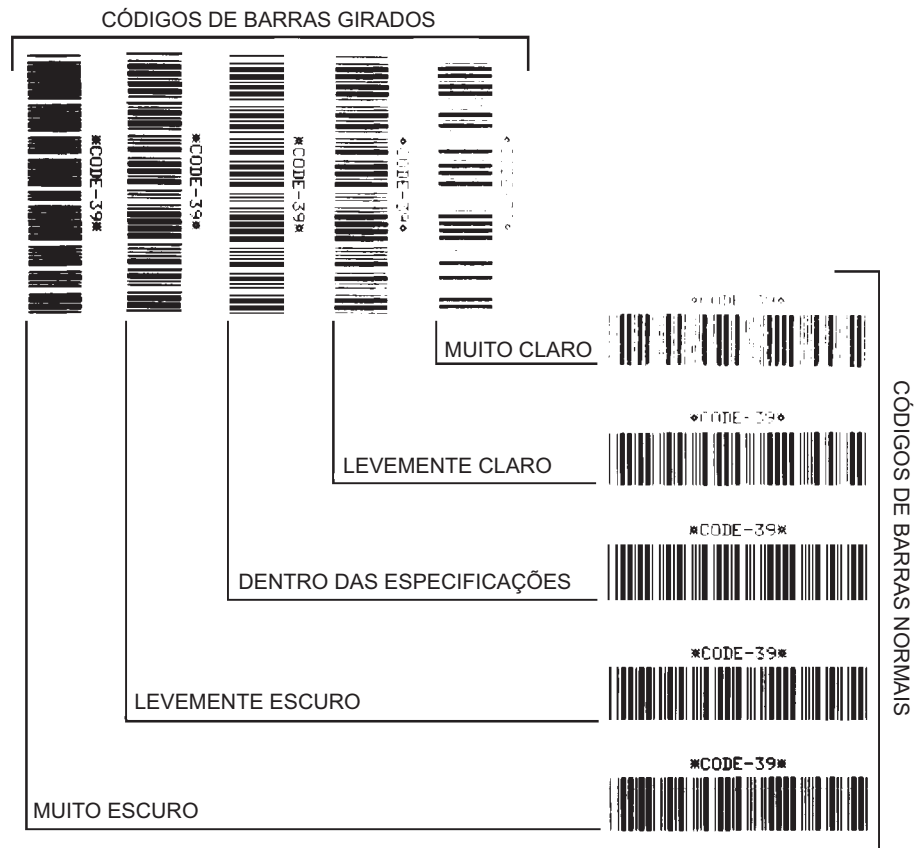 CÓDIGOS DE BARRAS GIRADOS
*CODE-39*
*CODE-39*
*CODE-39*
MUITO CLARO
LEVEMENTE CLARO
DENTRO DAS ESPECIFICAÇÕES
*CODE-39*
LEVEMENTE ESCURO
*CODE-39*
MUITO ESCURO
*CODE-39*
CÓDIGOS DE BARRAS NORMAIS